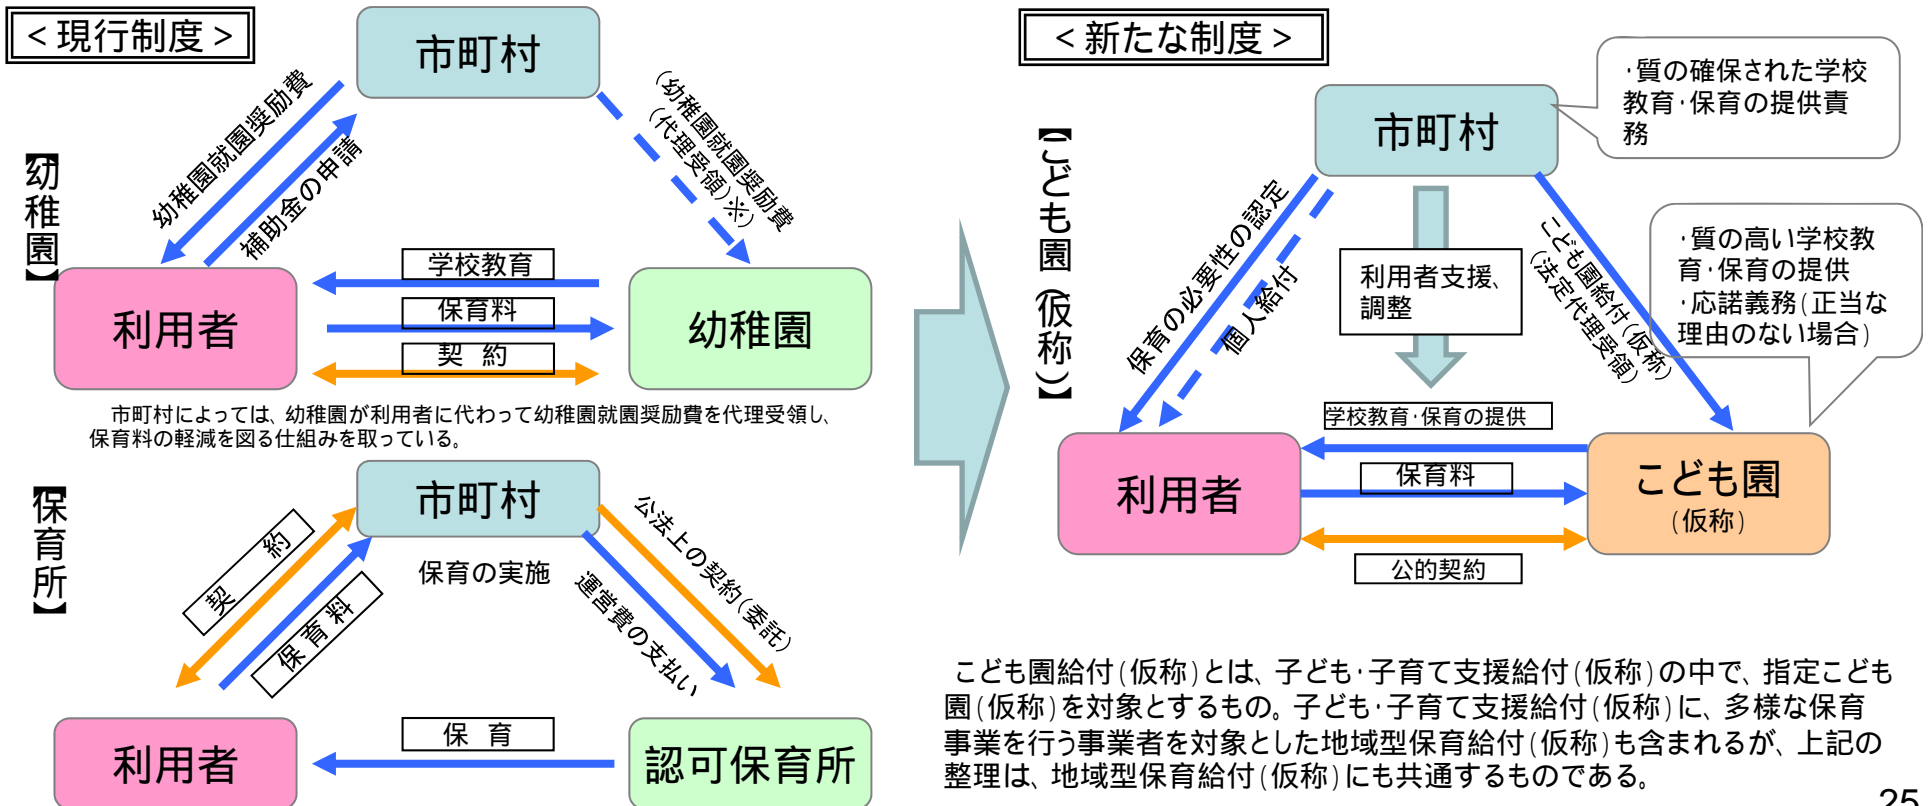 <現行制度>
市町村
幼稚園就園奨励費
補助金の申請
(幼稚園就園奨励費
(代理受領)※)
【幼稚園】
利用者
学校教育
保育料
契 約
幼稚園
市町村によっては、幼稚園が利用者に代わって幼稚園就園奨励費を代理受領し、
保育料の軽減を図る仕組みを取っている。
【保育所】
市町村
契 約
保 育 料
保育の実施
公法上の契約(委託)
運営費の支払い
利用者
保 育
認可保育所
<新たな制度>
・質の確保された学校
教育・保育の提供責
務
市町村
【こども園(仮称)】
保育の必要性の認定
個人給付
利用者支援、
調整
こども園給付(仮称)
(法定代理受領)
・質の高い学校教
育・保育の提供
・応諾義務(正当な
理由のない場合)
学校教育・保育の提供
利用者
保育料
公的契約
こども園
(仮称)
こども園給付(仮称)とは、子ども・子育て支援給付(仮称)の中で、指定こども
園(仮称)を対象とするもの。子ども・子育て支援給付(仮称)に、多様な保育
事業を行う事業者を対象とした地域型保育給付(仮称)も含まれるが、上記の
整理は、地域型保育給付(仮称)にも共通するものである。
25